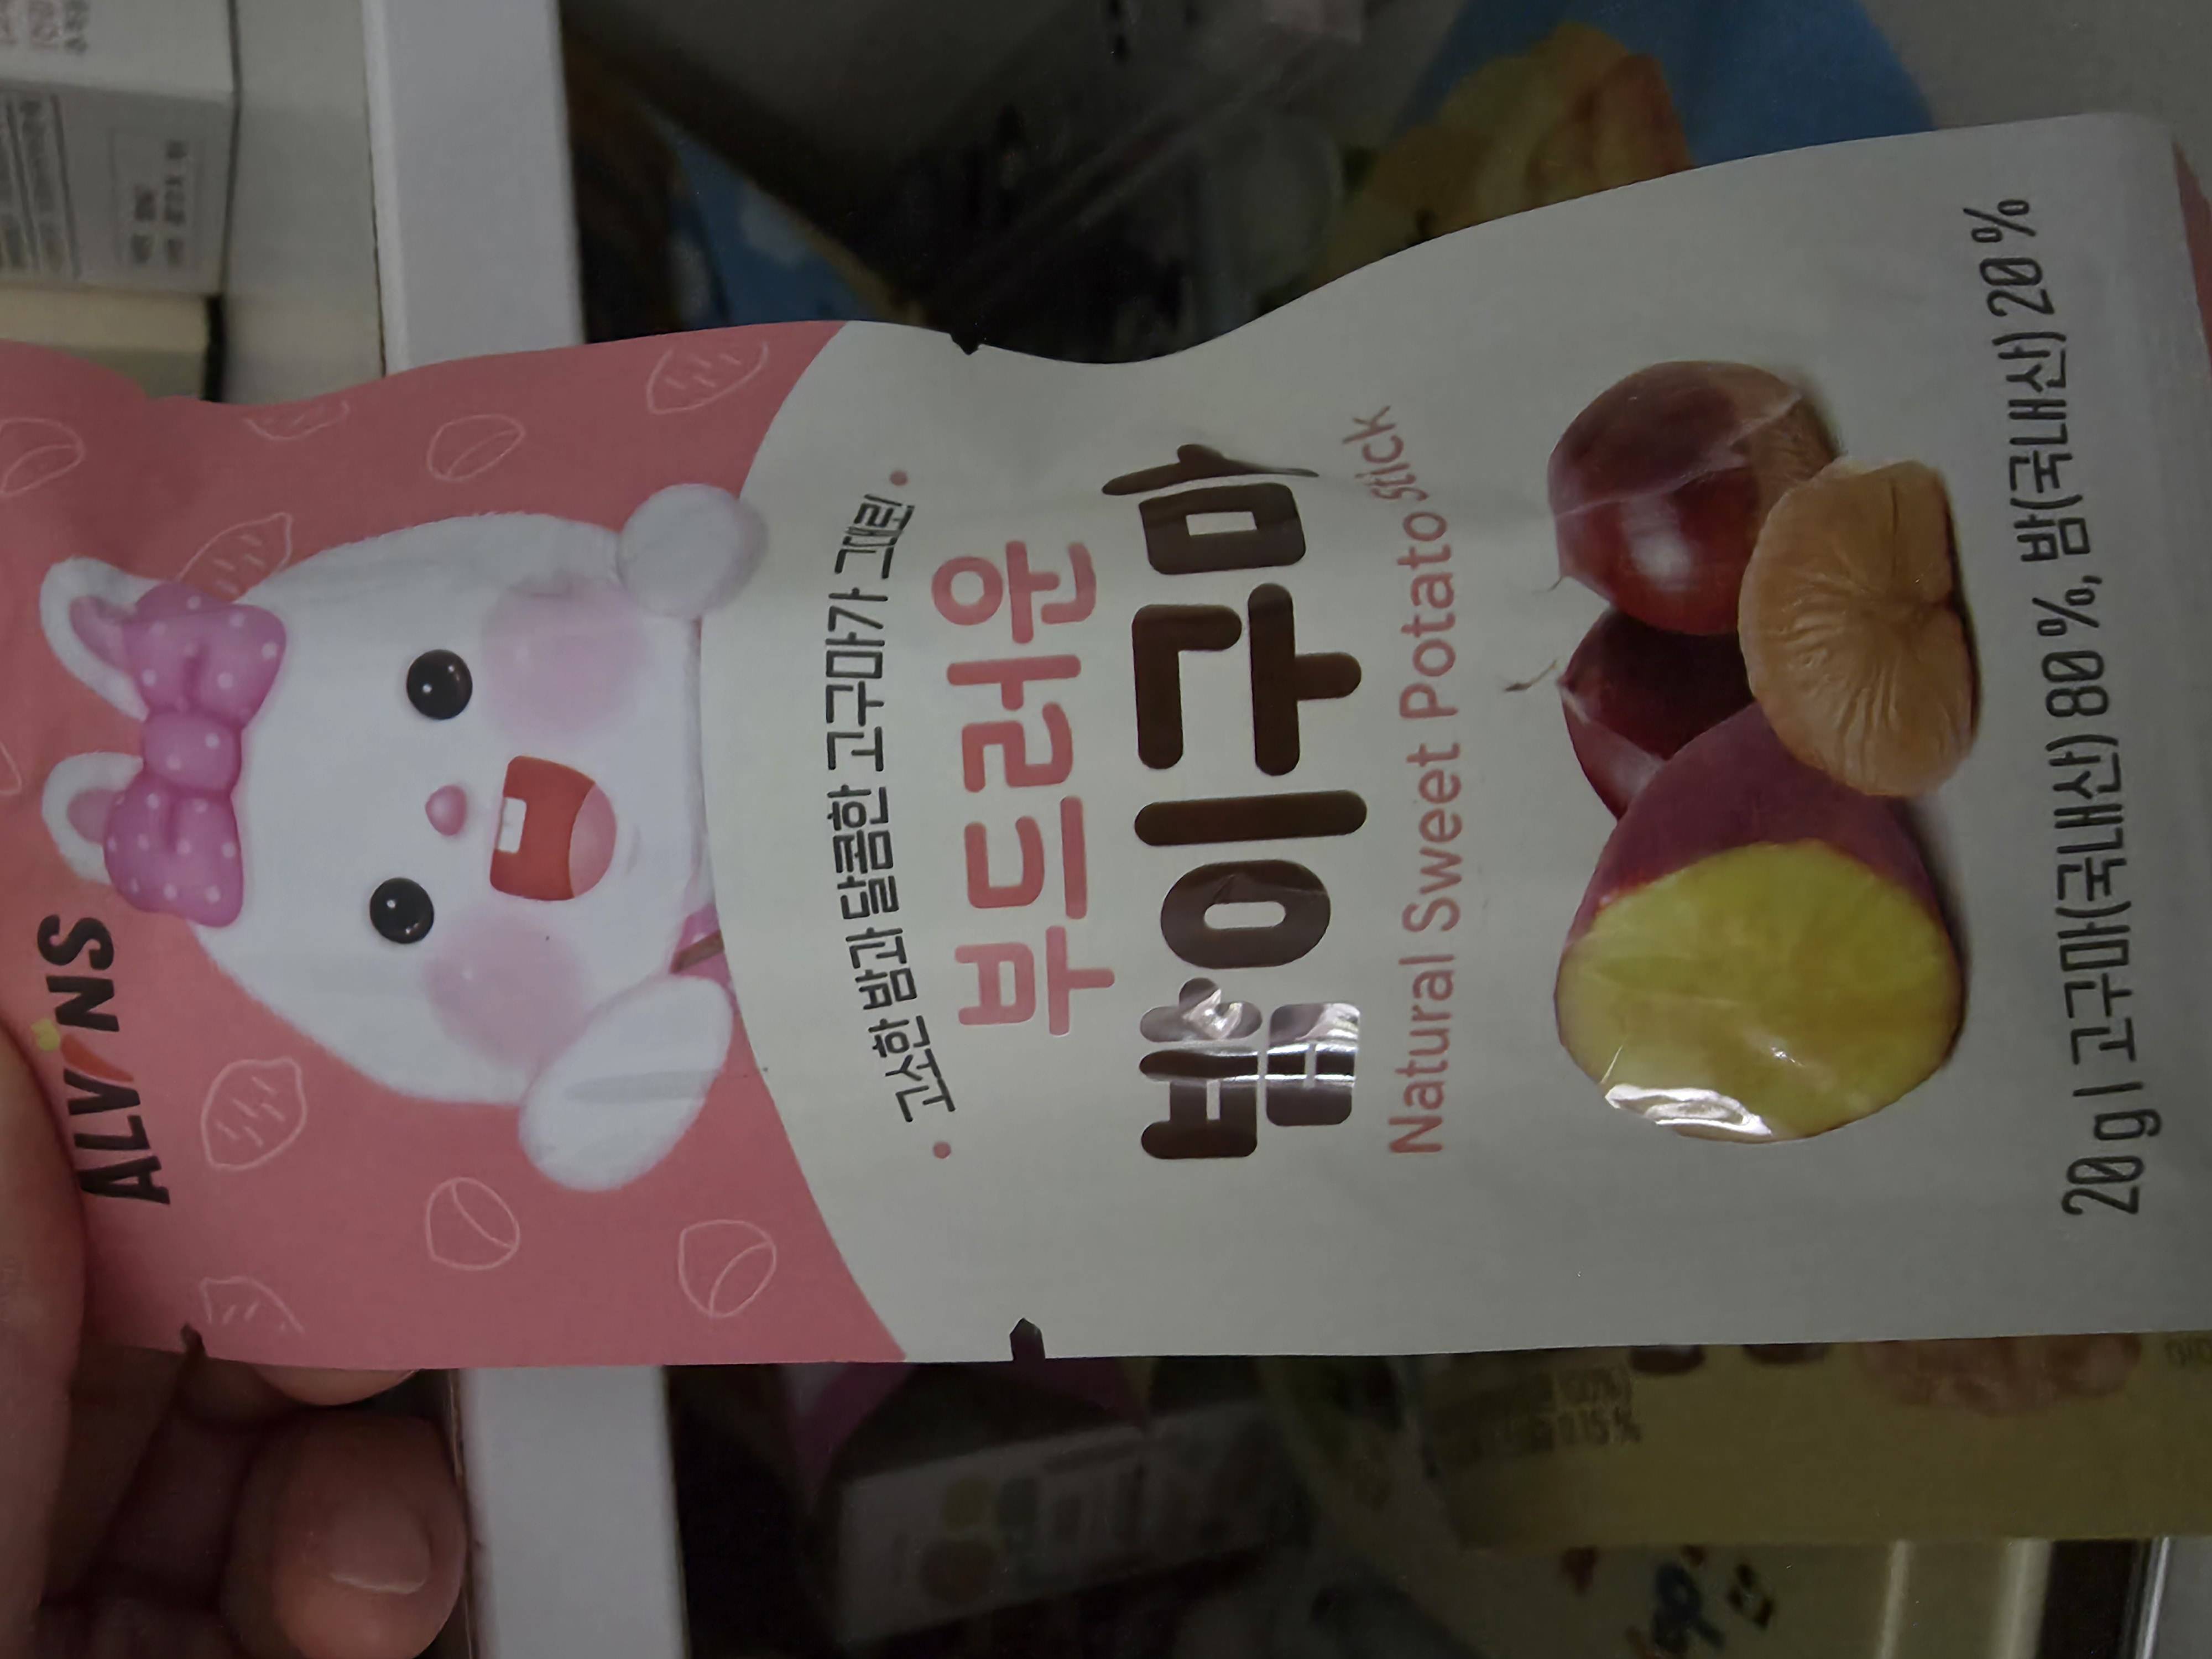 ALViNS
고소한 밤과 달콤한 고구마가 그대로!
부드러운
밤이구마
Natural Sweet Potato stick
20 g | 고구마(국내산) 80 %, 밤(국내산) 20 %